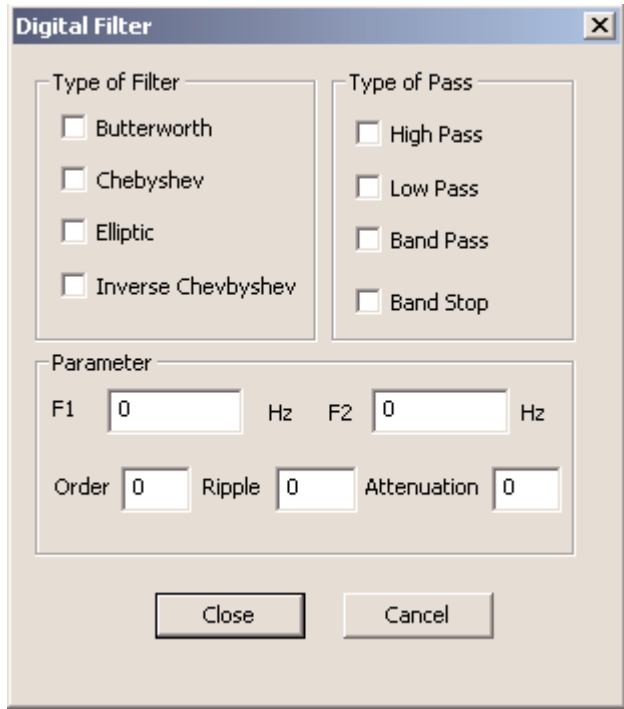 Digital Filter
Type of Filter
Butterworth
Chebyshev
Elliptic
Inverse Chevbyshev
Type of Pass
High Pass
Low Pass
Band Pass
Band Stop
Parameter
F1 0 Hz F2 0 Hz
Order 0 Ripple 0 Attenuation 0
Close Cancel